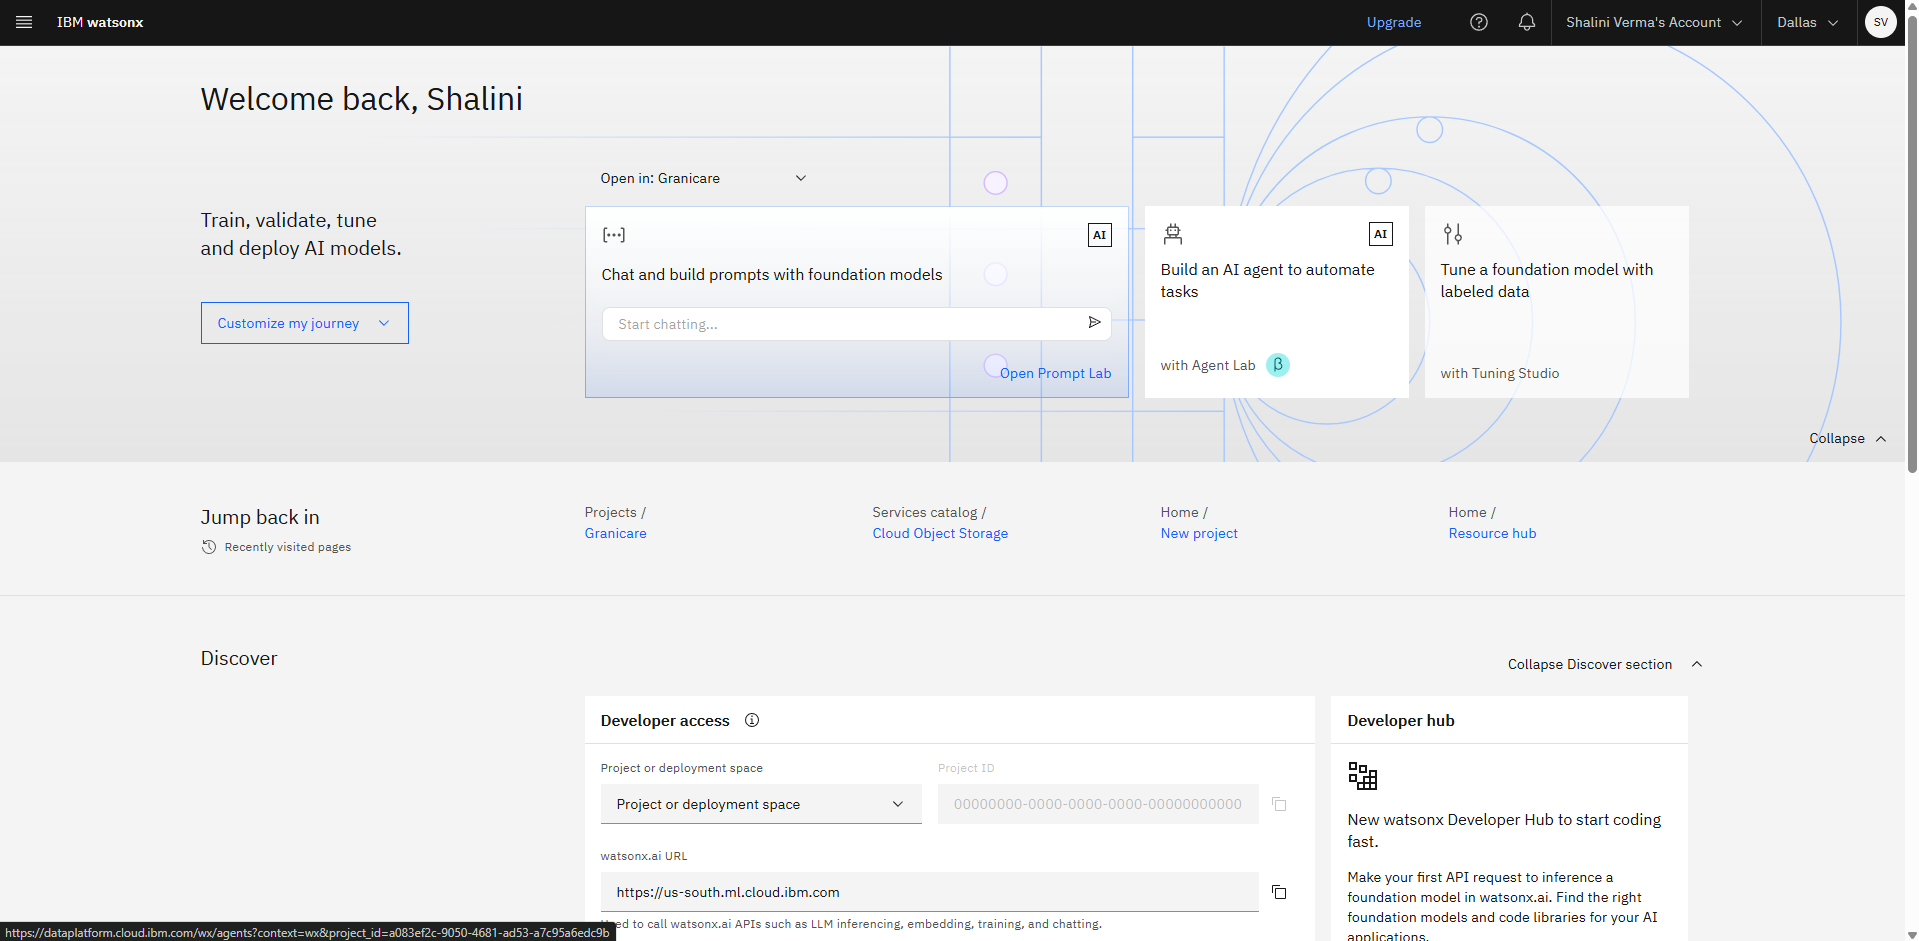 IBM watsonx
Upgrade
Shalini Verma's Account
Dallas
SV
Welcome back, Shalini
Train, validate, tune
and deploy AI models.
Customize my journey
Open in: Granicare
AI
Chat and build prompts with foundation models
Start chatting...
Open Prompt Lab
AI
Build an AI agent to automate
tasks
with Agent Lab β
Tune a foundation model with
labeled data
with Tuning Studio
Collapse
Jump back in
Recently visited pages
Projects /
Granicare
Services catalog /
Cloud Object Storage
Home /
New project
Home /
Resource hub
Discover
Collapse Discover section
Developer access
Project or deployment space
Project or deployment space
Project ID
00000000-0000-0000-0000-00000000000
watsonx.ai URL
https://us-south.ml.cloud.ibm.com
to call watsonx.ai APIs such as LLM inferencing, embedding, training, and chatting.
Developer hub
New watsonx Developer Hub to start coding
fast.
Make your first API request to inference a
foundation model in watsonx.ai. Find the right
foundation models and code libraries for your AI
applications.
https://dataplatform.cloud.ibm.com/wx/agents?context=wx&project_id=a083ef2c-9050-4681-ad53-a7c95a6edc9b